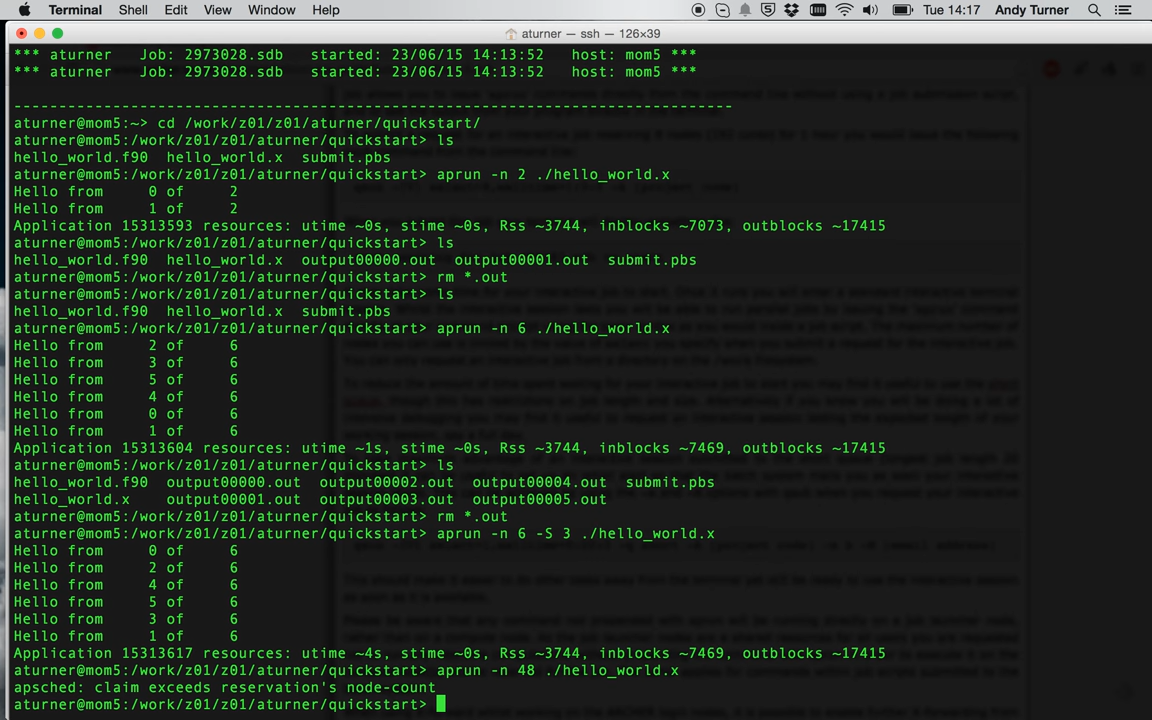 Terminal Shell Edit View Window Help Tue 14:17 Andy Turner
aturner — ssh — 126×39
*** aturner Job: 2973028.sdb started: 23/06/15 14:13:52 host: mom5 ***
*** aturner Job: 2973028.sdb started: 23/06/15 14:13:52 host: mom5 ***
--------------------------------------------------------------------------------
aturner@mom5:~> cd /work/z01/z01/aturner/quickstart/
aturner@mom5:/work/z01/z01/aturner/quickstart> ls
hello_world.f90 hello_world.x submit.pbs
aturner@mom5:/work/z01/z01/aturner/quickstart> aprun -n 2 ./hello_world.x
Hello from 0 of 2
Hello from 1 of 2
Application 15313593 resources: utime ~0s, stime ~0s, Rss ~3744, inblocks ~7073, outblocks ~17415
aturner@mom5:/work/z01/z01/aturner/quickstart> ls
hello_world.f90 hello_world.x output00000.out output00001.out submit.pbs
aturner@mom5:/work/z01/z01/aturner/quickstart> rm *.out
aturner@mom5:/work/z01/z01/aturner/quickstart> ls
hello_world.f90 hello_world.x submit.pbs
aturner@mom5:/work/z01/z01/aturner/quickstart> aprun -n 6 ./hello_world.x
Hello from 2 of 6
Hello from 3 of 6
Hello from 5 of 6
Hello from 4 of 6
Hello from 0 of 6
Hello from 1 of 6
Application 15313604 resources: utime ~1s, stime ~0s, Rss ~3744, inblocks ~7469, outblocks ~17415
aturner@mom5:/work/z01/z01/aturner/quickstart> ls
hello_world.f90 output00000.out output00002.out output00004.out submit.pbs
hello_world.x output00001.out output00003.out output00005.out
aturner@mom5:/work/z01/z01/aturner/quickstart> rm *.out
aturner@mom5:/work/z01/z01/aturner/quickstart> aprun -n 6 -S 3 ./hello_world.x
Hello from 0 of 6
Hello from 2 of 6
Hello from 4 of 6
Hello from 5 of 6
Hello from 3 of 6
Hello from 1 of 6
Application 15313617 resources: utime ~4s, stime ~0s, Rss ~3744, inblocks ~7469, outblocks ~17415
aturner@mom5:/work/z01/z01/aturner/quickstart> aprun -n 48 ./hello_world.x
apsched: claim exceeds reservation's node-count
aturner@mom5:/work/z01/z01/aturner/quickstart>